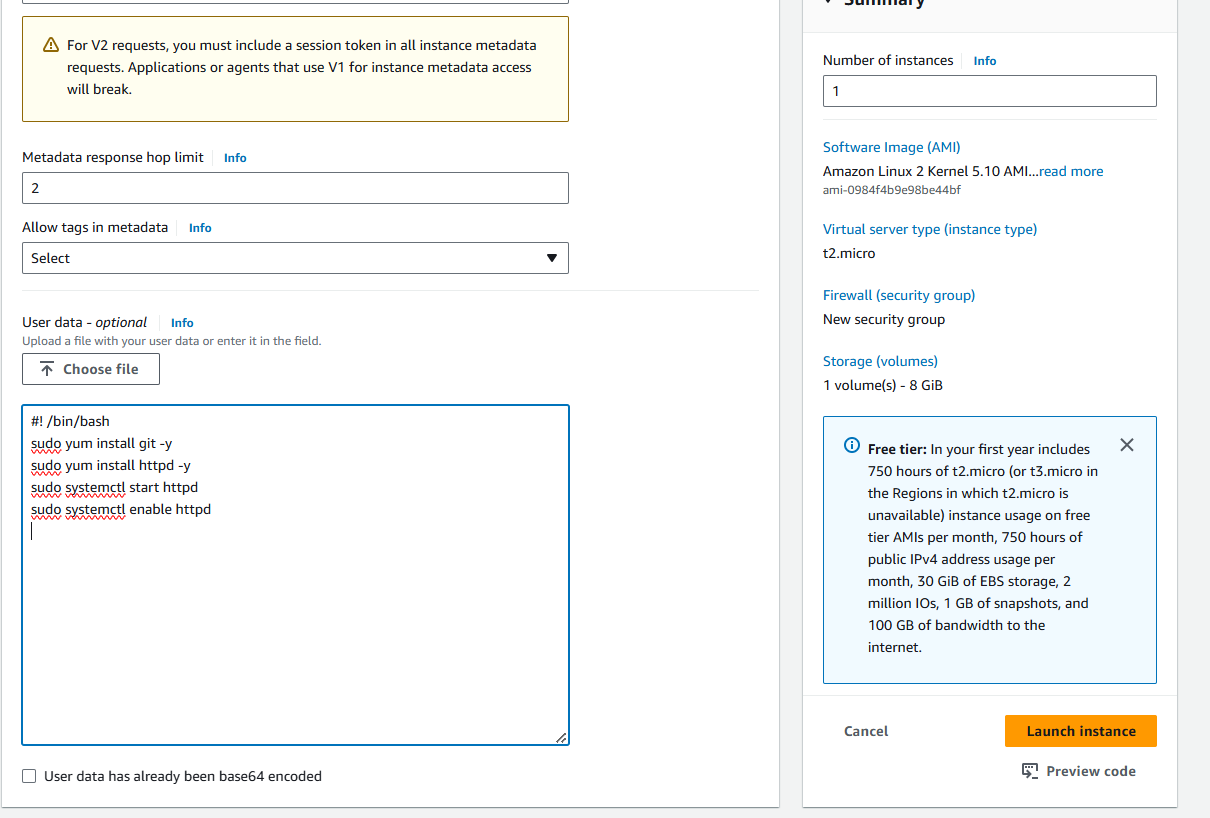 Summary
For V2 requests, you must include a session token in all instance metadata
requests. Applications or agents that use V1 for instance metadata access
will break.
Metadata response hop limit Info
2
Allow tags in metadata Info
Select
User data - optional Info
Upload a file with your user data or enter it in the field.
Choose file
#! /bin/bash
sudo yum install git -y
sudo yum install httpd -y
sudo systemctl start httpd
sudo systemctl enable httpd
User data has already been base64 encoded
Number of instances Info
1
Software Image (AMI)
Amazon Linux 2 Kernel 5.10 AMI...read more
ami-0984f4b9e98be44bf
Virtual server type (instance type)
t2.micro
Firewall (security group)
New security group
Storage (volumes)
1 volume(s) - 8 GiB
Free tier: In your first year includes
750 hours of t2.micro (or t3.micro in
the Regions in which t2.micro is
unavailable) instance usage on free
tier AMIs per month, 750 hours of
public IPv4 address usage per
month, 30 GiB of EBS storage, 2
million IOs, 1 GB of snapshots, and
100 GB of bandwidth to the
internet.
Cancel
Launch instance
Preview code